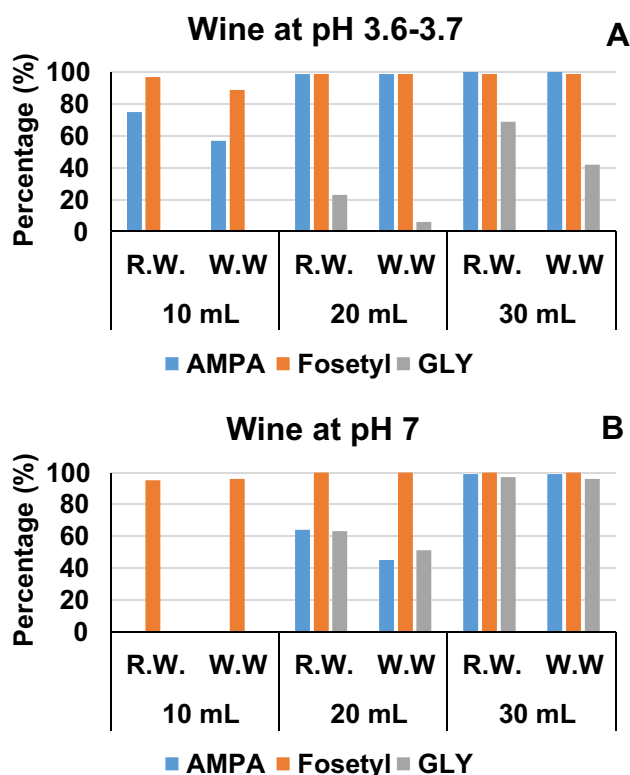 Wine at pH 3.6-3.7
A
Percentage (%)
100
80
60
40
20
0
R.W. W.W R.W. W.W R.W. W.W
10 mL 20 mL 30 mL
AMPA Fosetyl GLY
Wine at pH 7
B
Percentage (%)
100
80
60
40
20
0
R.W. W.W R.W. W.W R.W. W.W
10 mL 20 mL 30 mL
AMPA Fosetyl GLY